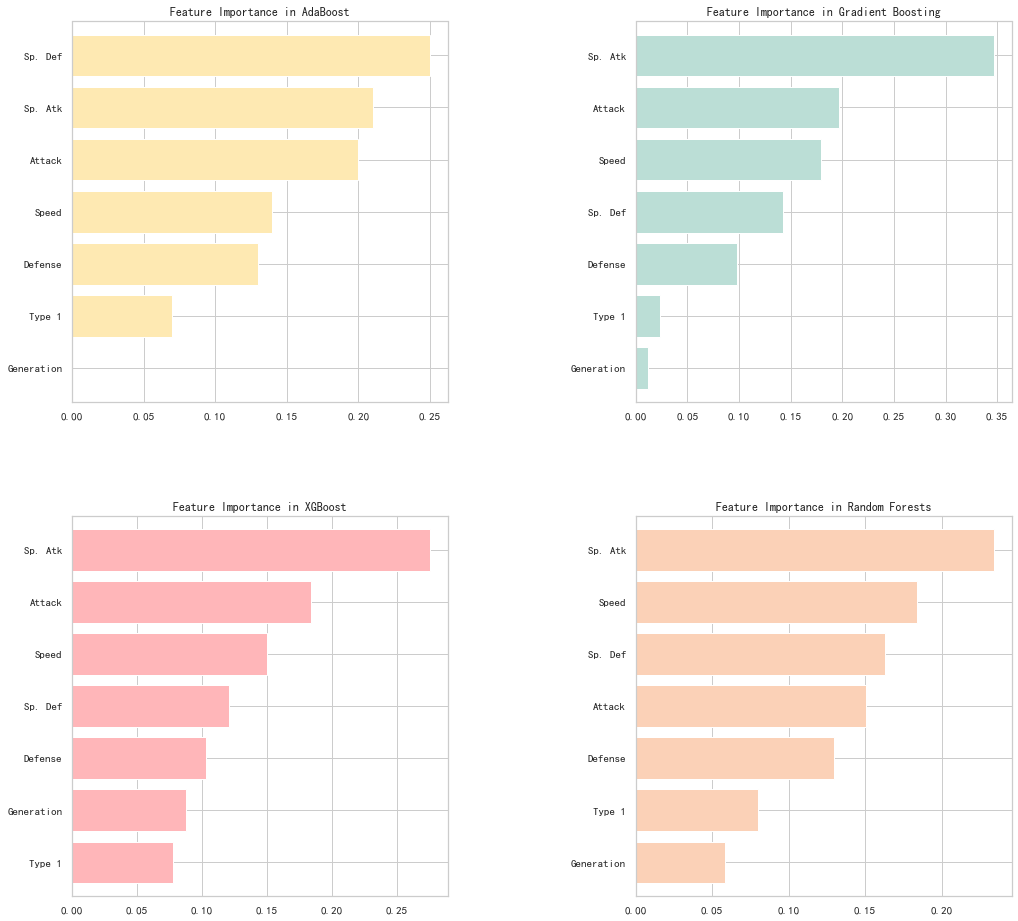 Feature Importance in AdaBoost
Sp. Def
Sp. Atk
Attack
Speed
Defense
Type 1
Generation
0.00 0.05 0.10 0.15 0.20 0.25
Feature Importance in Gradient Boosting
Sp. Atk
Attack
Speed
Sp. Def
Defense
Type 1
Generation
0.00 0.05 0.10 0.15 0.20 0.25 0.30 0.35
Feature Importance in XGBoost
Sp. Atk
Attack
Speed
Sp. Def
Defense
Generation
Type 1
0.00 0.05 0.10 0.15 0.20 0.25
Feature Importance in Random Forests
Sp. Atk
Speed
Sp. Def
Attack
Defense
Type 1
Generation
0.00 0.05 0.10 0.15 0.20